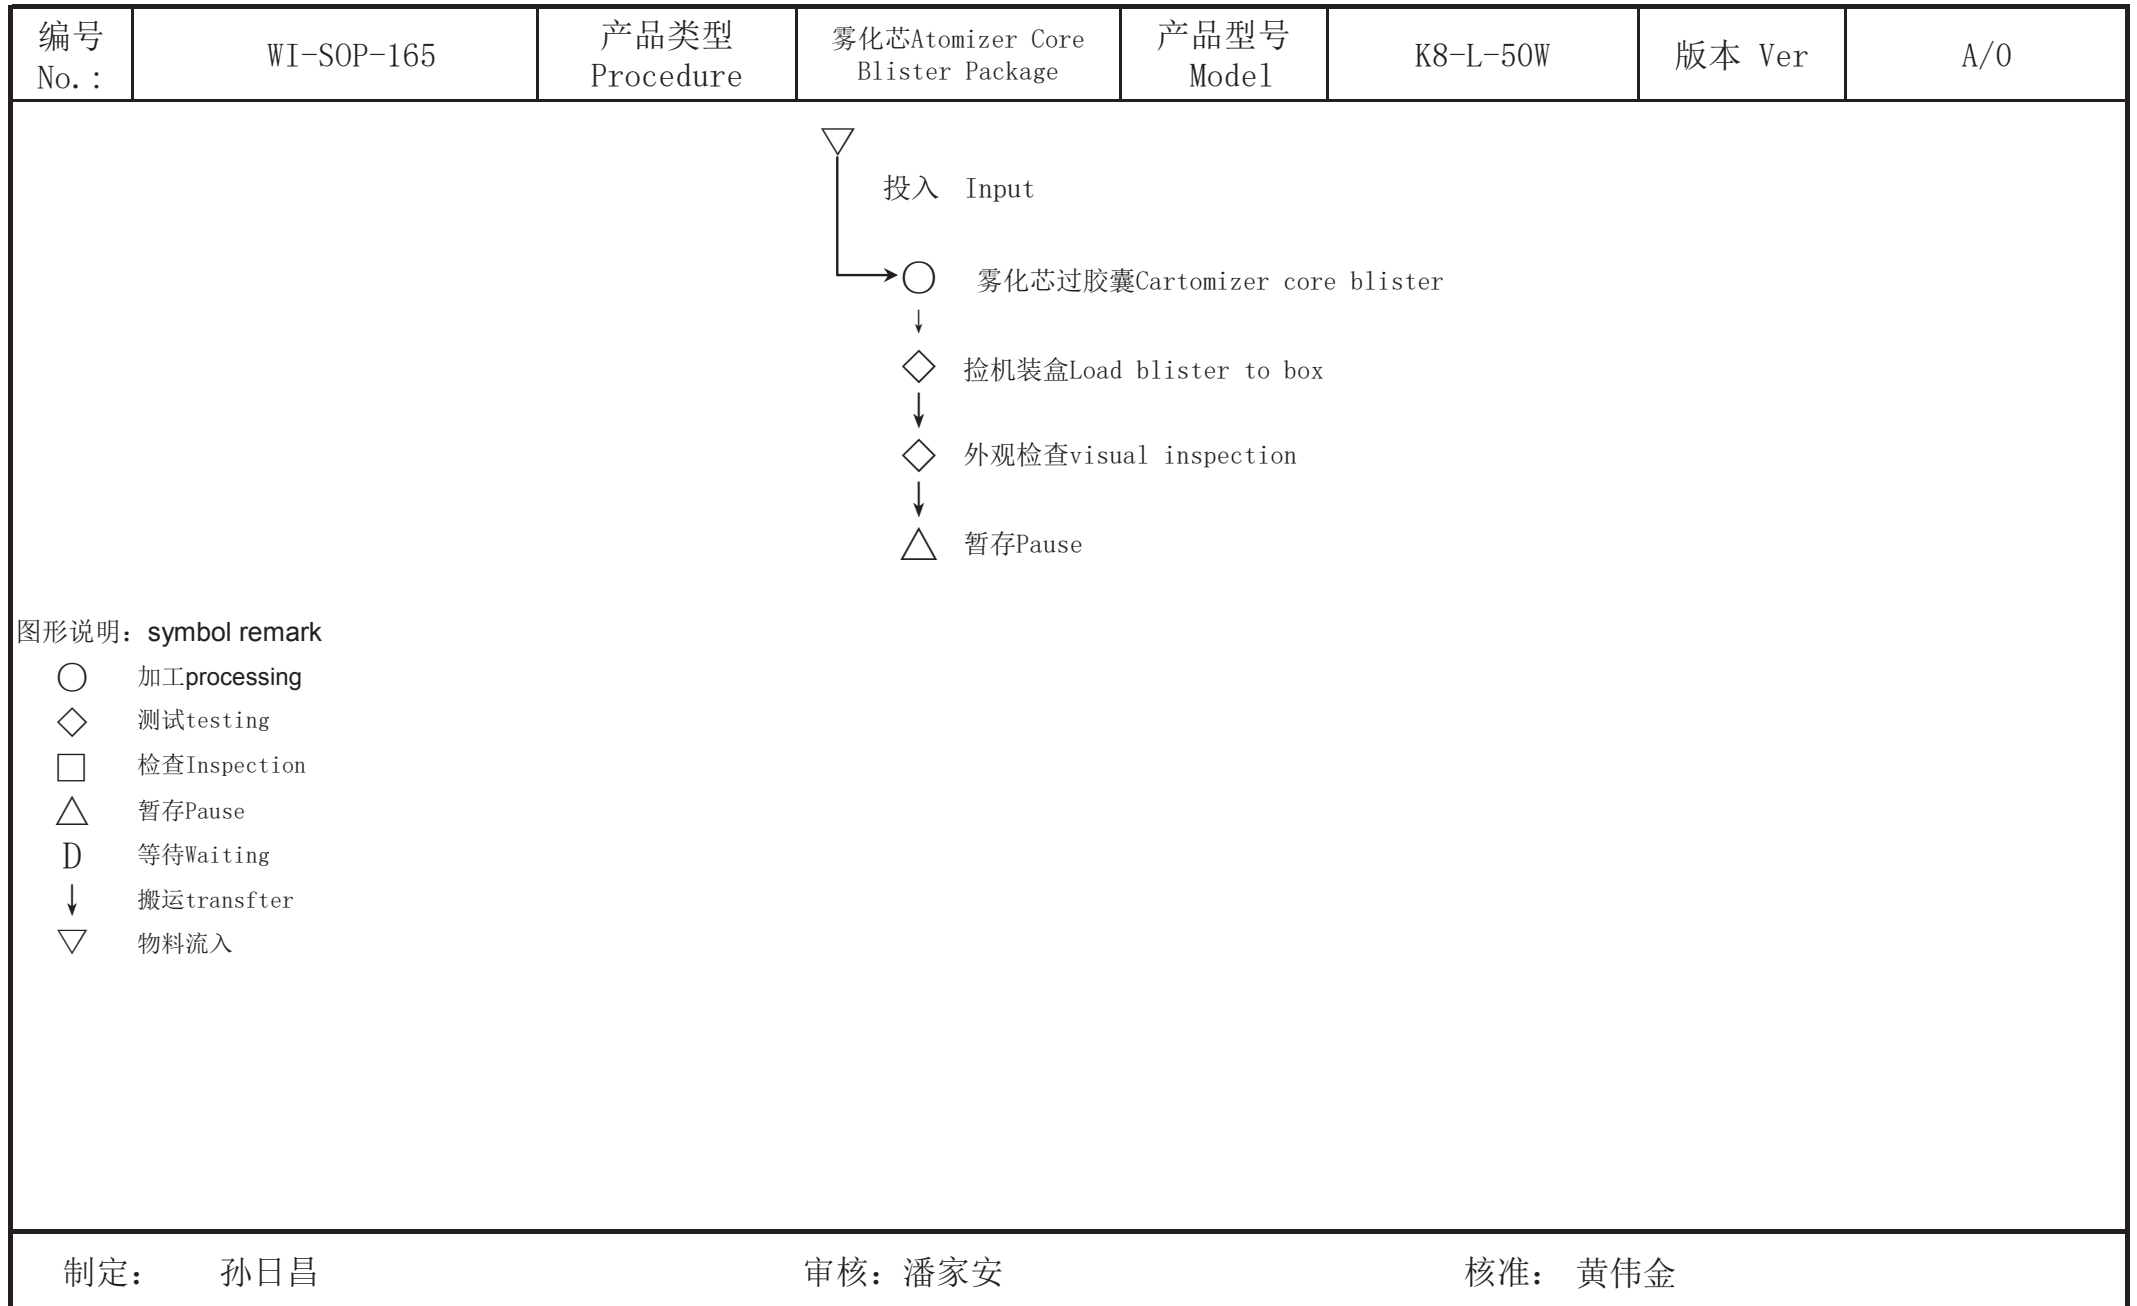 编号
No.:
WI-SOP-165
产品类型
Procedure
雾化芯Atomizer Core
Blister Package
产品型号
Model
K8-L-50W
版本 Ver
A/0
投入 Input
雾化芯过胶囊Cartomizer core blister
捡机装盒Load blister to box
外观检查visual inspection
暂存Pause
图形说明：symbol remark
加工processing
测试testing
检查Inspection
暂存Pause
D 等待Waiting
搬运transfter
物料流入
制定： 孙日昌
审核：潘家安
核准： 黄伟金